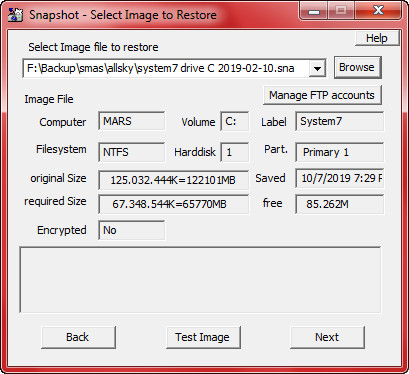 Snapshot - Select Image to Restore
Help
Select Image file to restore
F:\Backup\smas\allsky\system7 drive C 2019-02-10.sna
Browse
Manage FTP accounts
Image File
Computer MARS Volume C: Label System7
Filesystem NTFS Harddisk 1 Part. Primary 1
original Size 125.032.444K=122101MB Saved 10/7/2019 7:29
required Size 67.348.544K=65770MB free 85.262M
Encrypted No
Back Test Image Next